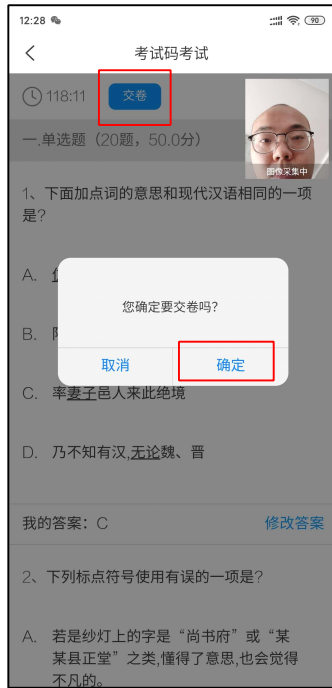 12:28
90
考试码考试
118:11
交卷
一.单选题（20题，50.0分）
图像采集中
1、下面加点词的意思和现代汉语相同的一项
是？
A.
您确定要交卷吗？
B.
取消
确定
C. 率妻子邑人来此绝境
D. 乃不知有汉,无论魏、晋
我的答案：C
修改答案
2、下列标点符号使用有误的一项是？
A. 若是纱灯上的字是“尚书府”或“某
某县正堂”之类,懂得了意思,也会觉得
不凡的。